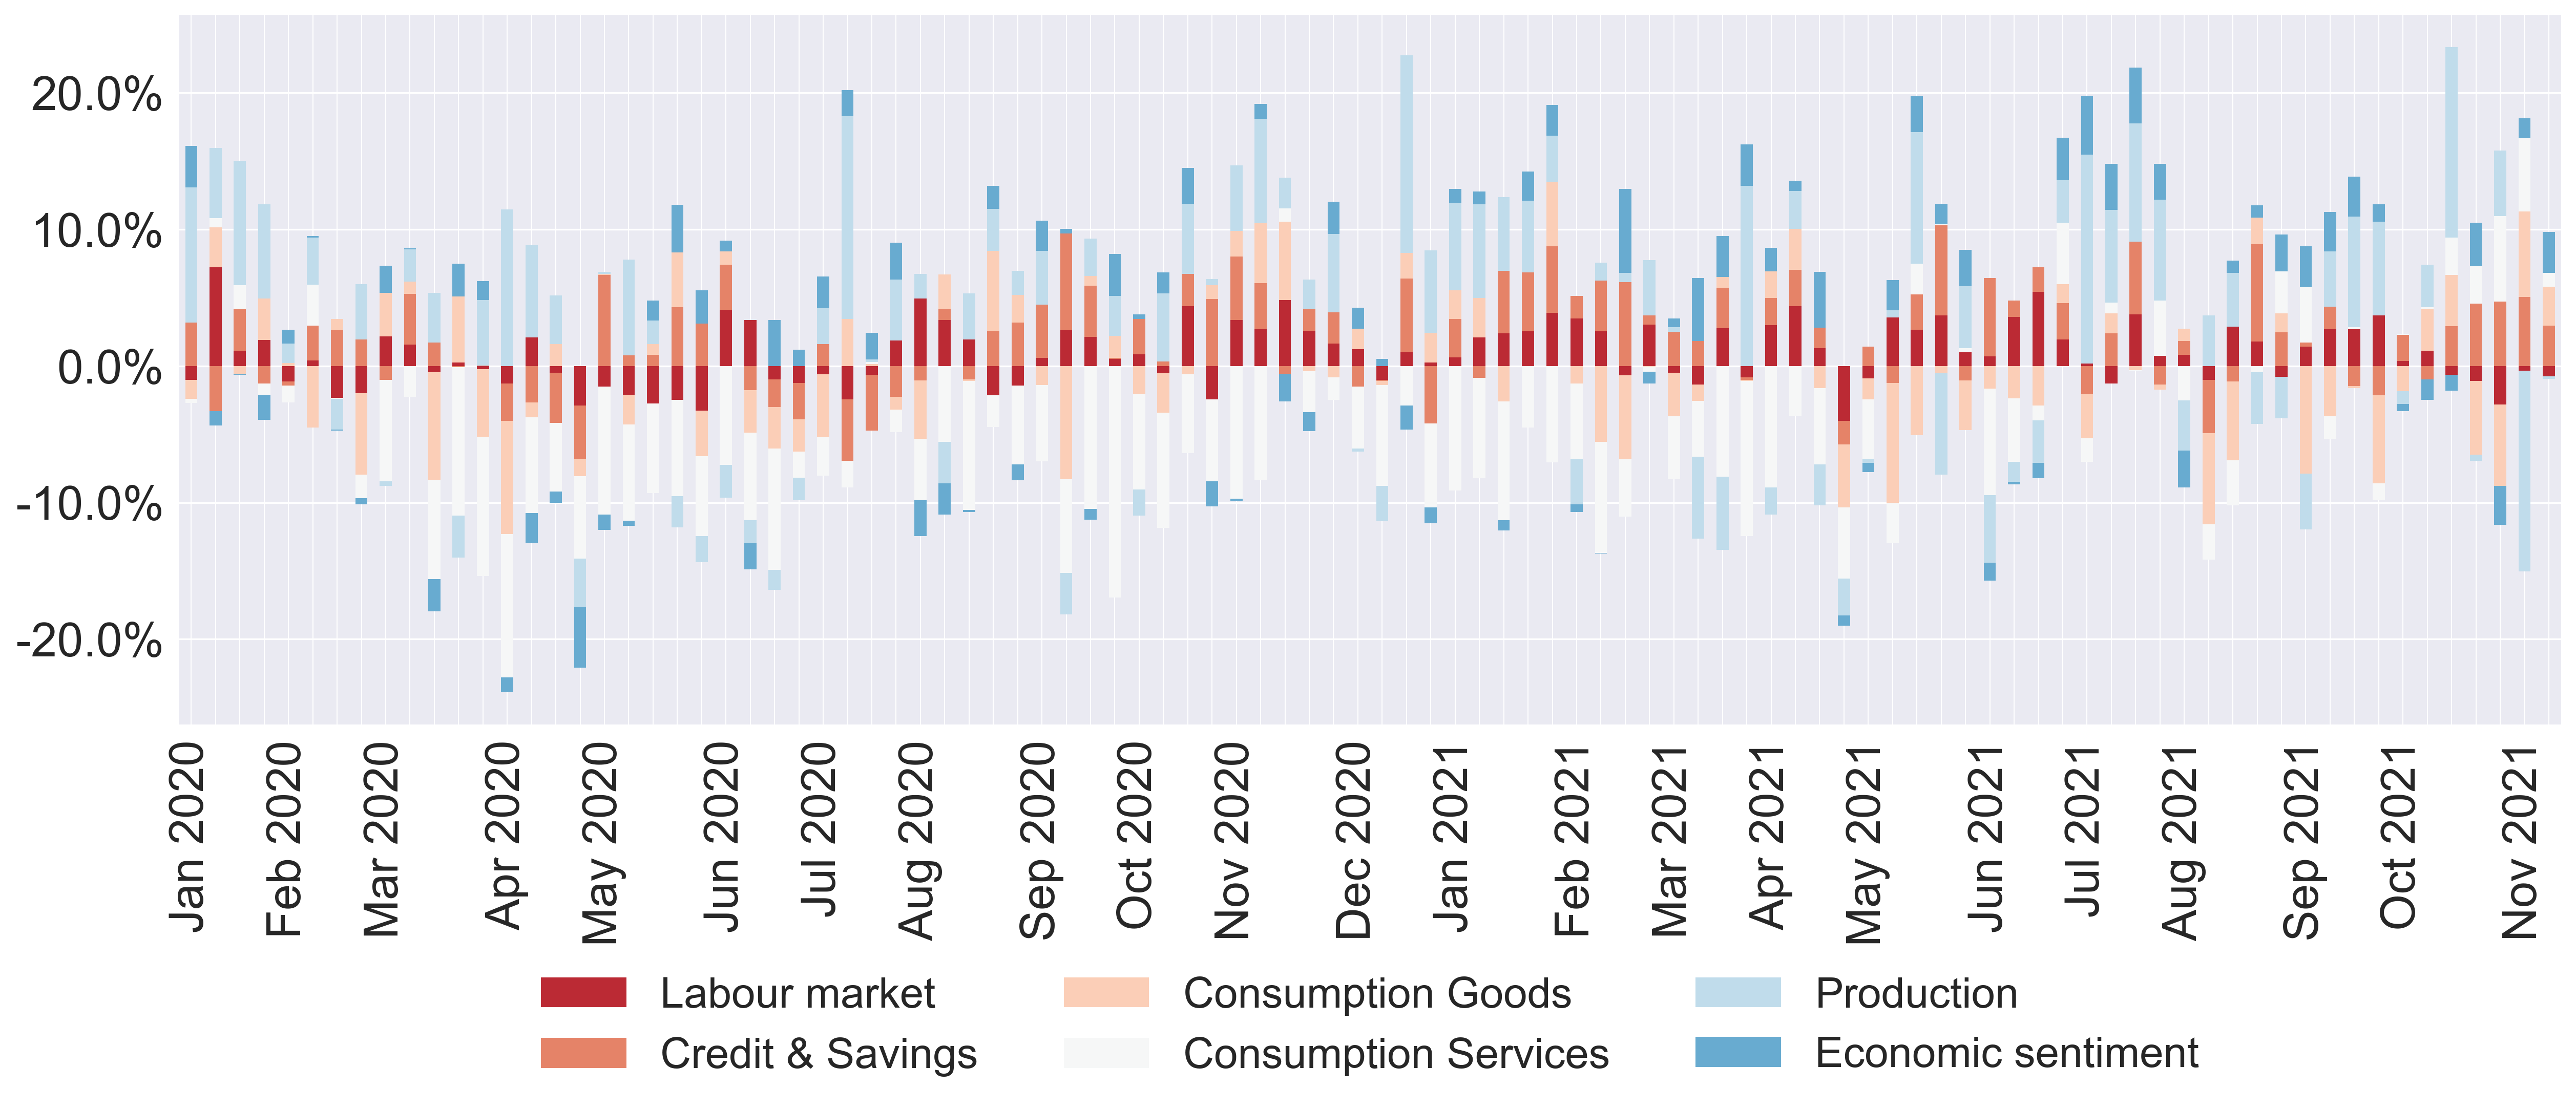 20.0%
10.0%
0.0%
-10.0%
-20.0%
Jan 2020
Feb 2020
Mar 2020
Apr 2020
May 2020
Jun 2020
Jul 2020
Aug 2020
Sep 2020
Oct 2020
Nov 2020
Dec 2020
Jan 2021
Feb 2021
Mar 2021
Apr 2021
May 2021
Jun 2021
Jul 2021
Aug 2021
Sep 2021
Oct 2021
Nov 2021
Labour market
Consumption Goods
Production
Credit & Savings
Consumption Services
Economic sentiment